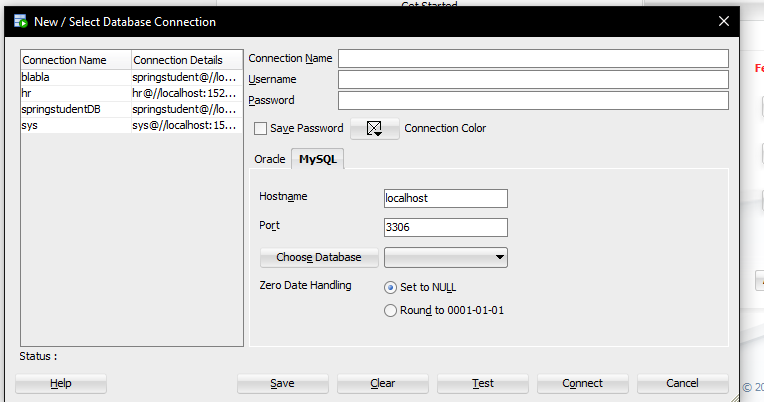 Get Started
New / Select Database Connection
Connection Name Connection Details
blabla springstudent@//lo...
hr hr@//localhost:152...
springstudentDB springstudent@//lo...
sys sys@//localhost:15...
Connection Name
Username
Password
Save Password Connection Color
Oracle MySQL
Hostname localhost
Port 3306
Choose Database
Zero Date Handling Set to NULL
Round to 0001-01-01
Status :
Help Save Clear Test Connect Cancel
Fe
© 20